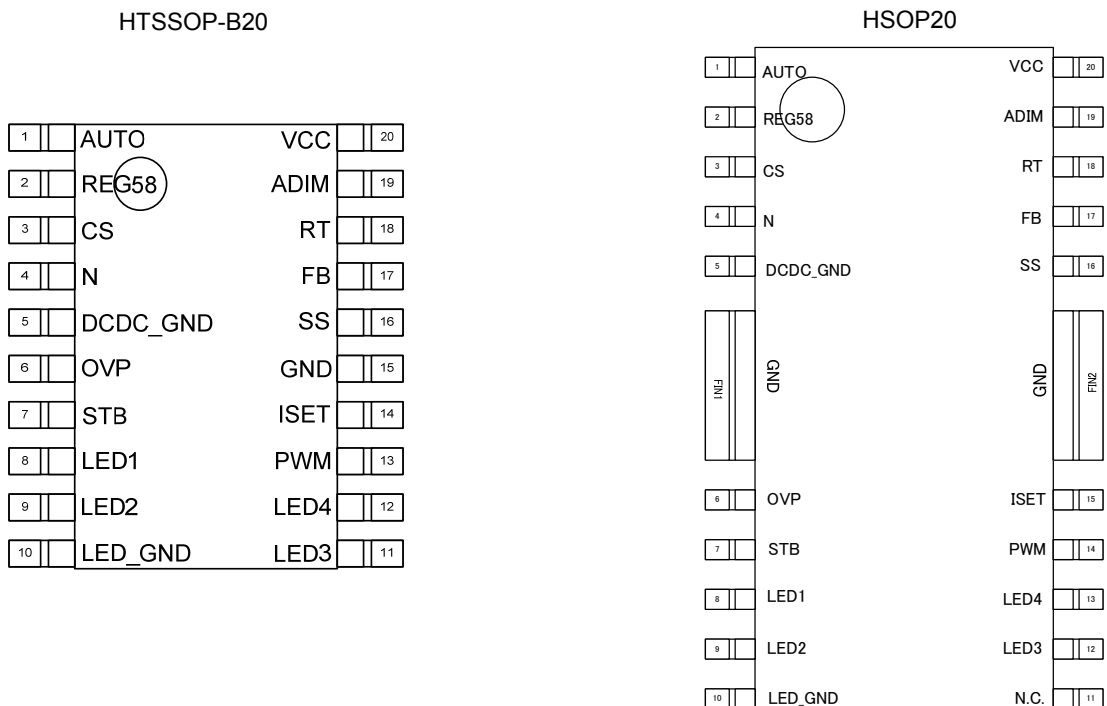 HTSSOP-B20
1 AUTO VCC 20
2 REG58 ADIM 19
3 CS RT 18
4 N FB 17
5 DCDC_GND SS 16
6 OVP GND 15
7 STB ISET 14
8 LED1 PWM 13
9 LED2 LED4 12
10 LED_GND LED3 11
HSOP20
1 AUTO VCC 20
2 REG58 ADIM 19
3 CS RT 18
4 N FB 17
5 DCDC_GND SS 16
FIN1 GND GND FIN2
6 OVP ISET 15
7 STB PWM 14
8 LED1 LED4 13
9 LED2 LED3 12
10 LED_GND N.C. 11